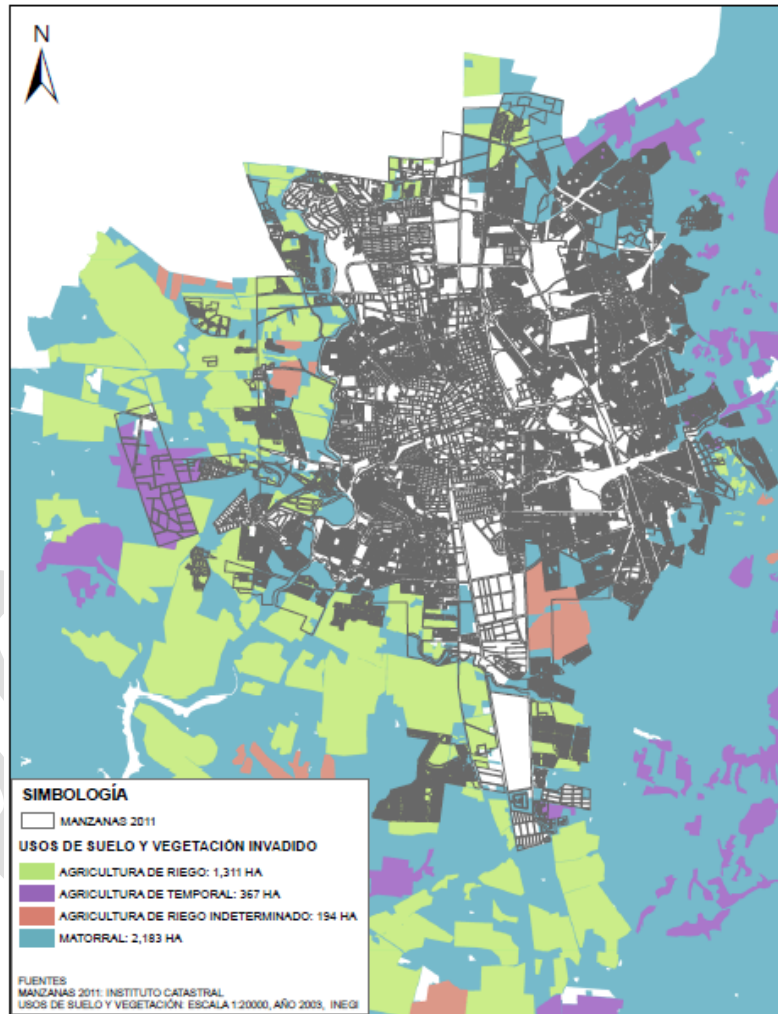 N
SIMBOLOGÍA
MANZANAS 2011
USOS DE SUELO Y VEGETACIÓN INVADIDO
AGRICULTURA DE RIEGO: 1,311 HA
AGRICULTURA DE TEMPORAL: 367 HA
AGRICULTURA DE RIEGO INDETERMINADO: 194 HA
MATORRAL: 2,183 HA
FUENTES
MANZANAS 2011: INSTITUTO CATASTRAL
USOS DE SUELO Y VEGETACIÓN: ESCALA 1:20000, AÑO 2003, INEGI